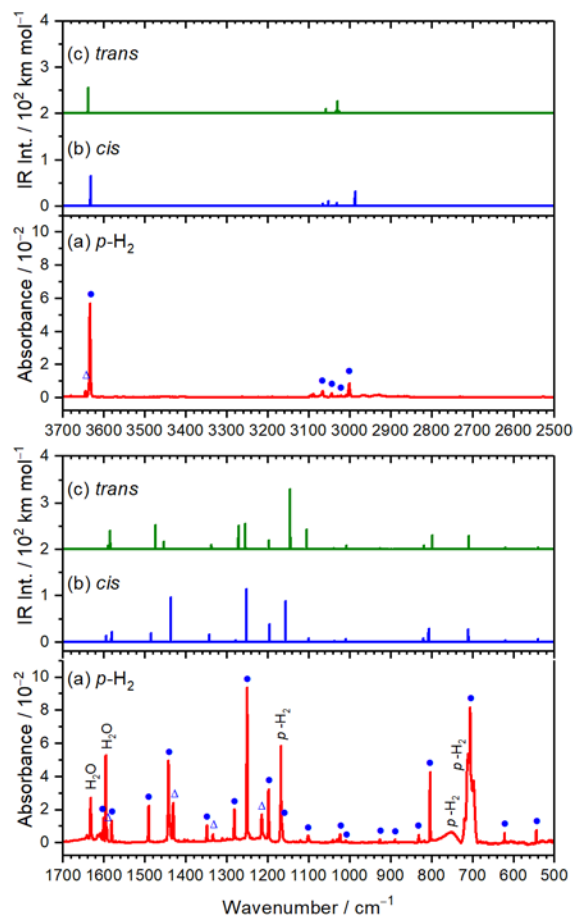 4
(c) trans
2
(b) cis
0
IR Int. / 10² km mol⁻¹
10
(a) p-H₂
8
6
4
2
0
Absorbance / 10⁻²
Δ
3700 3600 3500 3400 3300 3200 3100 3000 2900 2800 2700 2600 2500
4
(c) trans
2
(b) cis
0
IR Int. / 10² km mol⁻¹
10
(a) p-H₂
8
6
4
2
0
Absorbance / 10⁻²
H₂O
H₂O
Δ
Δ
Δ
Δ
p-H₂
p-H₂
p-H₂
1700 1600 1500 1400 1300 1200 1100 1000 900 800 700 600 500
Wavenumber / cm⁻¹